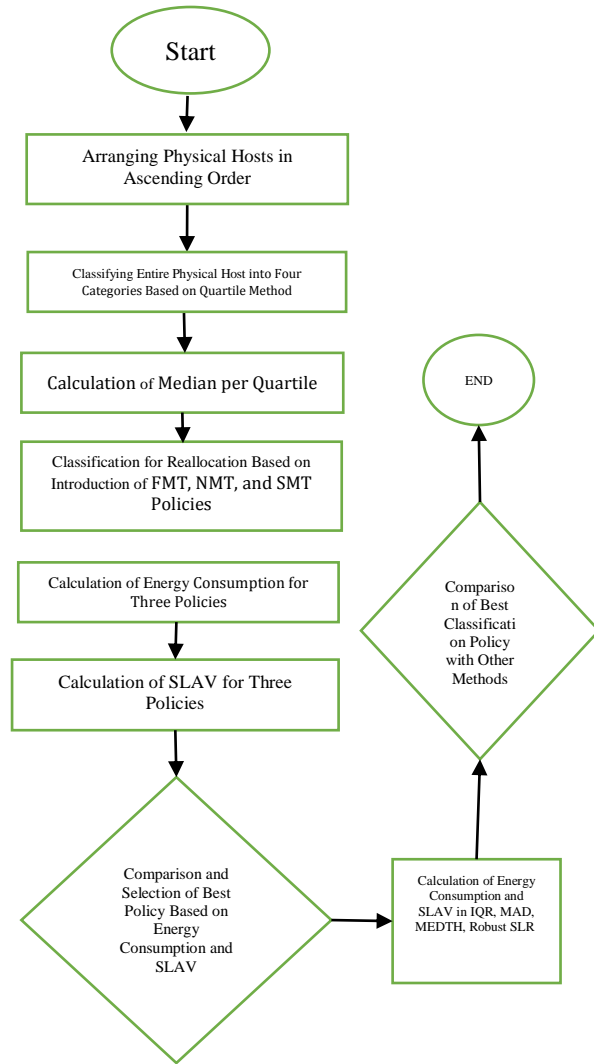 Start
Arranging Physical Hosts in
Ascending Order
Classifying Entire Physical Host into Four
Categories Based on Quartile Method
Calculation of Median per Quartile
Classification for Reallocation Based on
Introduction of FMT, NMT, and SMT
Policies
Calculation of Energy Consumption for
Three Policies
Calculation of SLAV for Three
Policies
Comparison and
Selection of Best
Policy Based on
Energy
Consumption and
SLAV
Calculation of Energy
Consumption and
SLAV in IQR, MAD,
MEDTH, Robust SLR
Compariso
n of Best
Classificati
on Policy
with Other
Methods
END